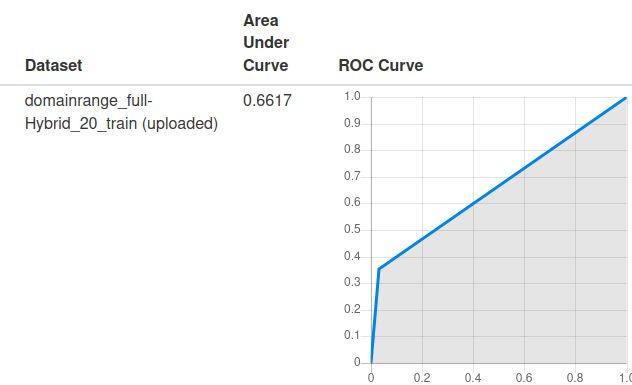 Area
Under
Dataset Curve ROC Curve
domainrange_full- 0.6617
Hybrid_20_train (uploaded)
1.0
0.9
0.8
0.7
0.6
0.5
0.4
0.3
0.2
0.1
0
0 0.2 0.4 0.6 0.8 1.0